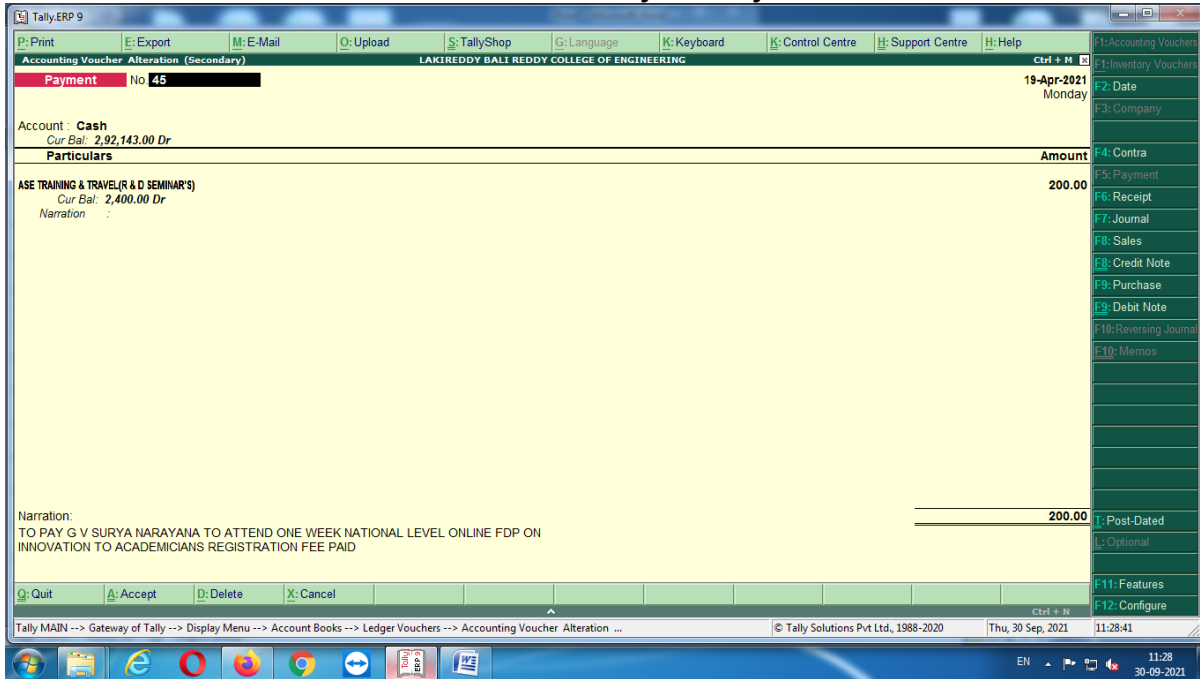 Tally.ERP 9
P: Print E: Export M: E-Mail O: Upload S: TallyShop G: Language K: Keyboard K: Control Centre H: Support Centre H: Help
Accounting Voucher Alteration (Secondary) LAKIREDDY BALI REDDY COLLEGE OF ENGINEERING Ctrl + M
Payment No. 45 19-Apr-2021
Monday
Account : Cash
Cur Bal: 2,92,143.00 Dr
Particulars Amount
ASE TRAINING & TRAVEL(R & D SEMINAR'S) 200.00
Cur Bal: 2,400.00 Dr
Narration :
Narration: 200.00
TO PAY G V SURYA NARAYANA TO ATTEND ONE WEEK NATIONAL LEVEL ONLINE FDP ON
INNOVATION TO ACADEMICIANS REGISTRATION FEE PAID
Q: Quit A: Accept D: Delete X: Cancel
Ctrl + N
F1: Accounting Vouchers
F1: Inventory Vouchers
F2: Date
F3: Company
F4: Contra
F5: Payment
F6: Receipt
F7: Journal
F8: Sales
F8: Credit Note
F9: Purchase
F9: Debit Note
F10: Reversing Journal
F10: Memos
T: Post-Dated
L: Optional
F11: Features
F12: Configure
Tally MAIN --> Gateway of Tally --> Display Menu --> Account Books --> Ledger Vouchers --> Accounting Voucher Alteration ... © Tally Solutions Pvt Ltd., 1988-2020 Thu, 30 Sep, 2021 11:28:41
Tally ERP 9
EN 11:28
30-09-2021